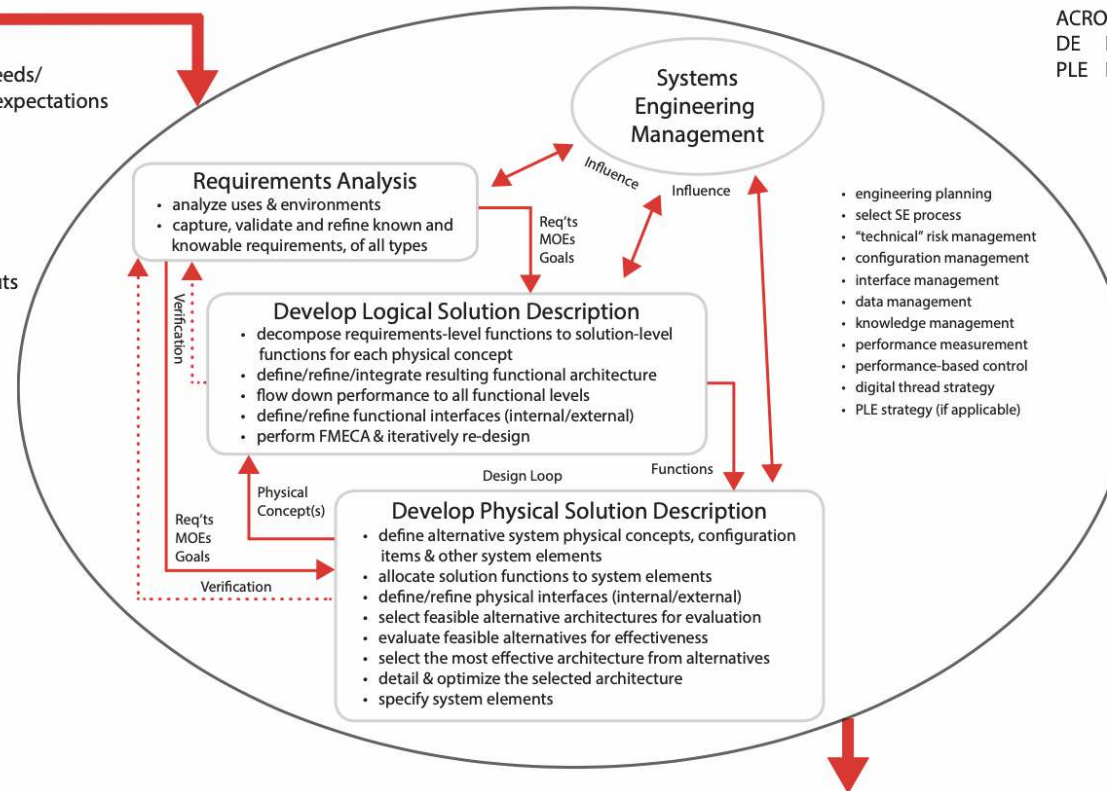 ACRO
DE
PLE
eeds/
expectations
Systems
Engineering
Management
Influence
Influence
Requirements Analysis
• analyze uses & environments
• capture, validate and refine known and
knowable requirements, of all types
Req'ts
MOEs
Goals
• engineering planning
• select SE process
• "technical" risk management
• configuration management
• interface management
• data management
• knowledge management
• performance measurement
• performance-based control
• digital thread strategy
• PLE strategy (if applicable)
uts
Verification
Develop Logical Solution Description
• decompose requirements-level functions to solution-level
functions for each physical concept
• define/refine/integrate resulting functional architecture
• flow down performance to all functional levels
• define/refine functional interfaces (internal/external)
• perform FMECA & iteratively re-design
Design Loop
Functions
Physical
Concept(s)
Req'ts
MOEs
Goals
Verification
Develop Physical Solution Description
• define alternative system physical concepts, configuration
items & other system elements
• allocate solution functions to system elements
• define/refine physical interfaces (internal/external)
• select feasible alternative architectures for evaluation
• evaluate feasible alternatives for effectiveness
• select the most effective architecture from alternatives
• detail & optimize the selected architecture
• specify system elements